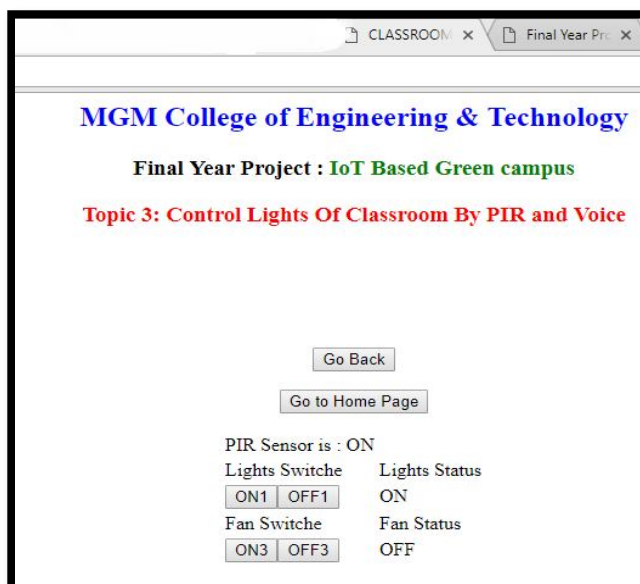 CLASSROOM Final Year Pr
MGM College of Engineering & Technology
Final Year Project : IoT Based Green campus
Topic 3: Control Lights Of Classroom By PIR and Voice
Go Back
Go to Home Page
PIR Sensor is : ON
Lights Switche Lights Status
ON1 OFF1 ON
Fan Switche Fan Status
ON3 OFF3 OFF